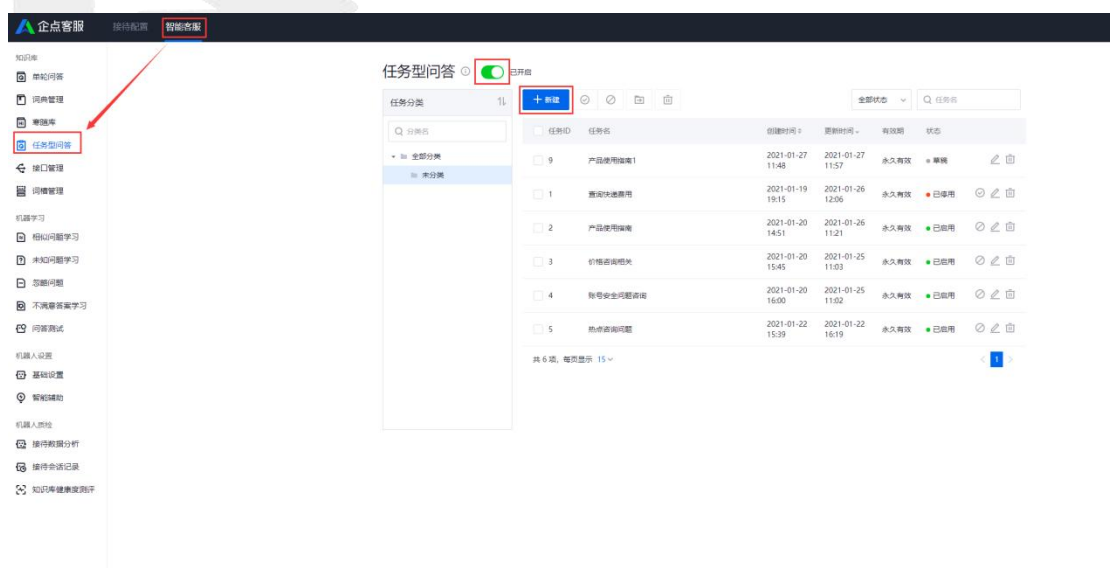 企点客服
接待配置
智能客服
知识库
单轮问答
词典管理
寒暄库
任务型问答
接口管理
词槽管理
机器学习
相似问题学习
未知问题学习
忽略问题
不满意答案学习
问答测试
机器人设置
基础设置
智能辅助
机器人质检
接待数据分析
接待会话记录
知识库健康度测评
任务型问答 已开启
任务分类
分类名
全部分类
未分类
+ 新建 全部状态 任务名
任务ID 任务名 创建时间 更新时间 有效期 状态
9 产品使用指南1 2021-01-27 11:48 2021-01-27 11:57 永久有效 草稿
1 查询快递费用 2021-01-19 19:15 2021-01-26 12:06 永久有效 已停用
2 产品使用指南 2021-01-20 14:51 2021-01-26 11:21 永久有效 已启用
3 价格咨询相关 2021-01-20 15:45 2021-01-25 11:03 永久有效 已启用
4 账号安全问题咨询 2021-01-20 16:00 2021-01-25 11:02 永久有效 已启用
5 热点咨询问题 2021-01-22 15:39 2021-01-22 16:19 永久有效 已启用
共 6 项，每页显示 15
1